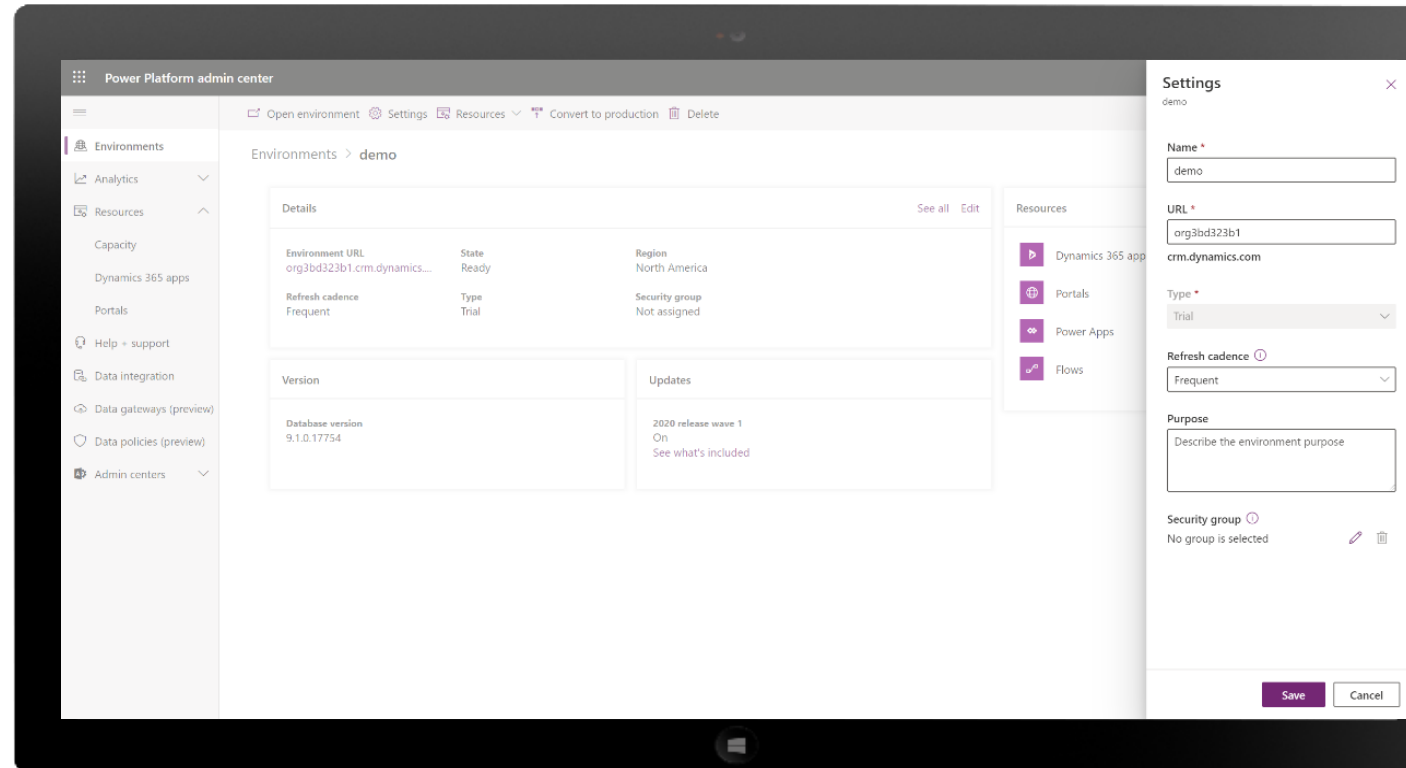 Power Platform admin center
Open environment Settings Resources Convert to production Delete
Environments
Analytics
Resources
Capacity
Dynamics 365 apps
Portals
Help + support
Data integration
Data gateways (preview)
Data policies (preview)
Admin centers
Environments > demo
Details
See all Edit
Environment URL
org3bd323b1.crm.dynamics...
State
Ready
Region
North America
Refresh cadence
Frequent
Type
Trial
Security group
Not assigned
Version
Database version
9.1.0.17754
Updates
2020 release wave 1
On
See what's included
Resources
Dynamics 365 app
Portals
Power Apps
Flows
Settings
demo
Name *
demo
URL *
org3bd323b1
crm.dynamics.com
Type *
Trial
Refresh cadence
Frequent
Purpose
Describe the environment purpose
Security group
No group is selected
Save
Cancel